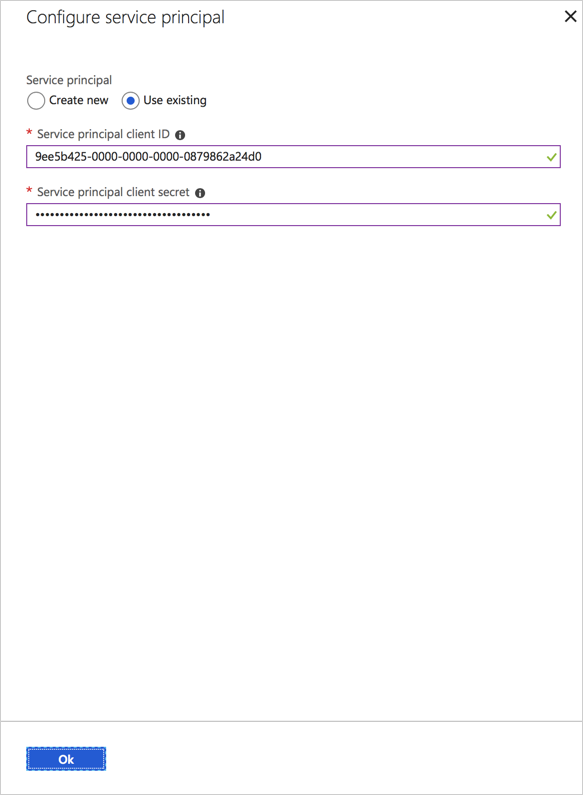 Configure service principal
Service principal
Create new Use existing
* Service principal client ID
9ee5b425-0000-0000-0000-0879862a24d0
* Service principal client secret
••••••••••••••••••••••••••••••••••••
Ok